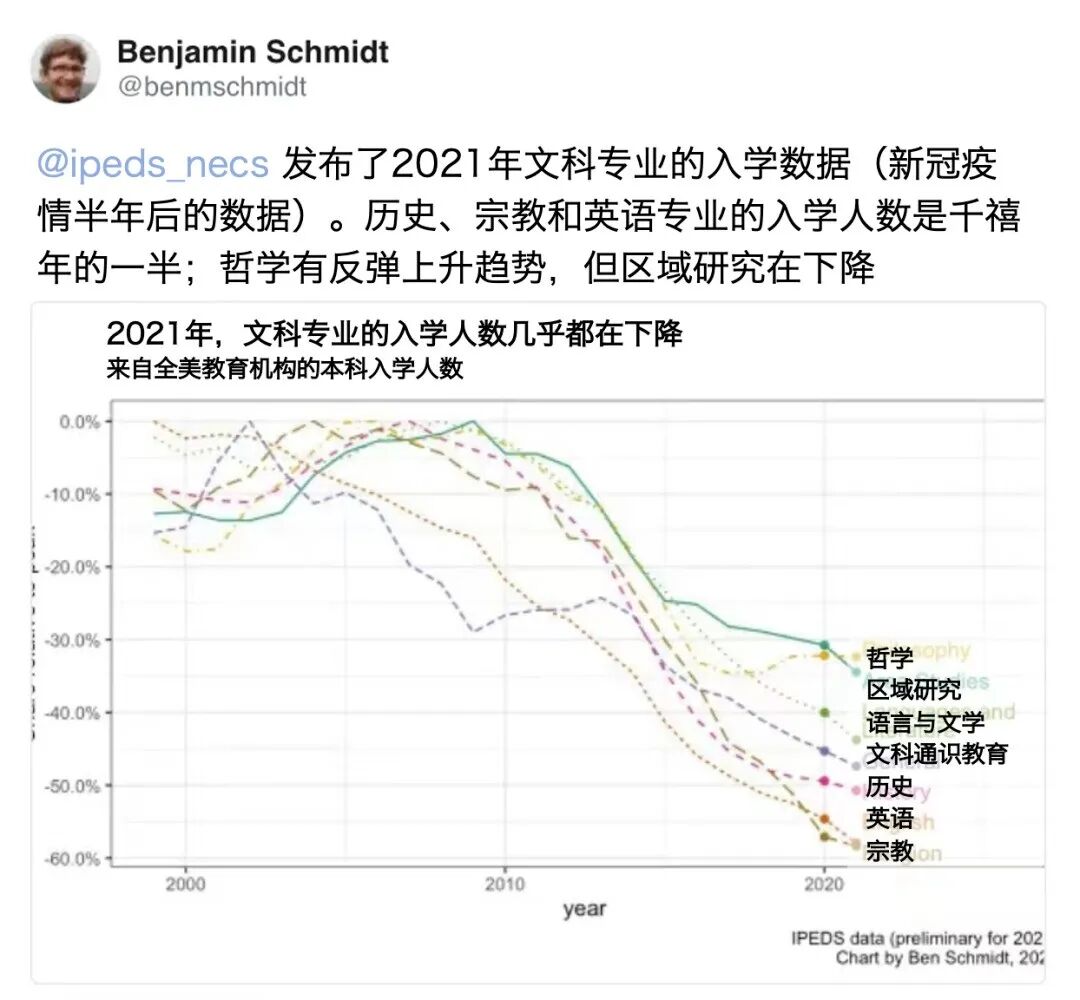 Benjamin Schmidt
@benmschmidt
@ipeds_necs 发布了2021年文科专业的入学数据（新冠疫
情半年后的数据）。历史、宗教和英语专业的入学人数是千禧
年的一半；哲学有反弹上升趋势，但区域研究在下降
2021年，文科专业的入学人数几乎都在下降
来自全美教育机构的本科入学人数
0.0%
-10.0%
-20.0%
-30.0%
-40.0%
-50.0%
-60.0%
哲学
区域研究
语言与文学
文科通识教育
历史
英语
宗教
2000
2010
2020
year
IPEDS data (preliminary for 202
Chart by Ben Schmidt, 202